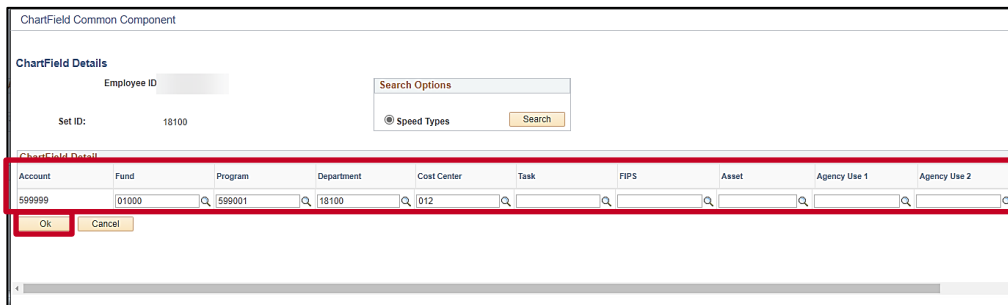 ChartField Common Component
ChartField Details
Employee ID
Search Options
Set ID: 18100
Speed Types Search
ChartField Detail
Account Fund Program Department Cost Center Task FIPS Asset Agency Use 1 Agency Use 2
599999 01000 599001 18100 012
Ok Cancel